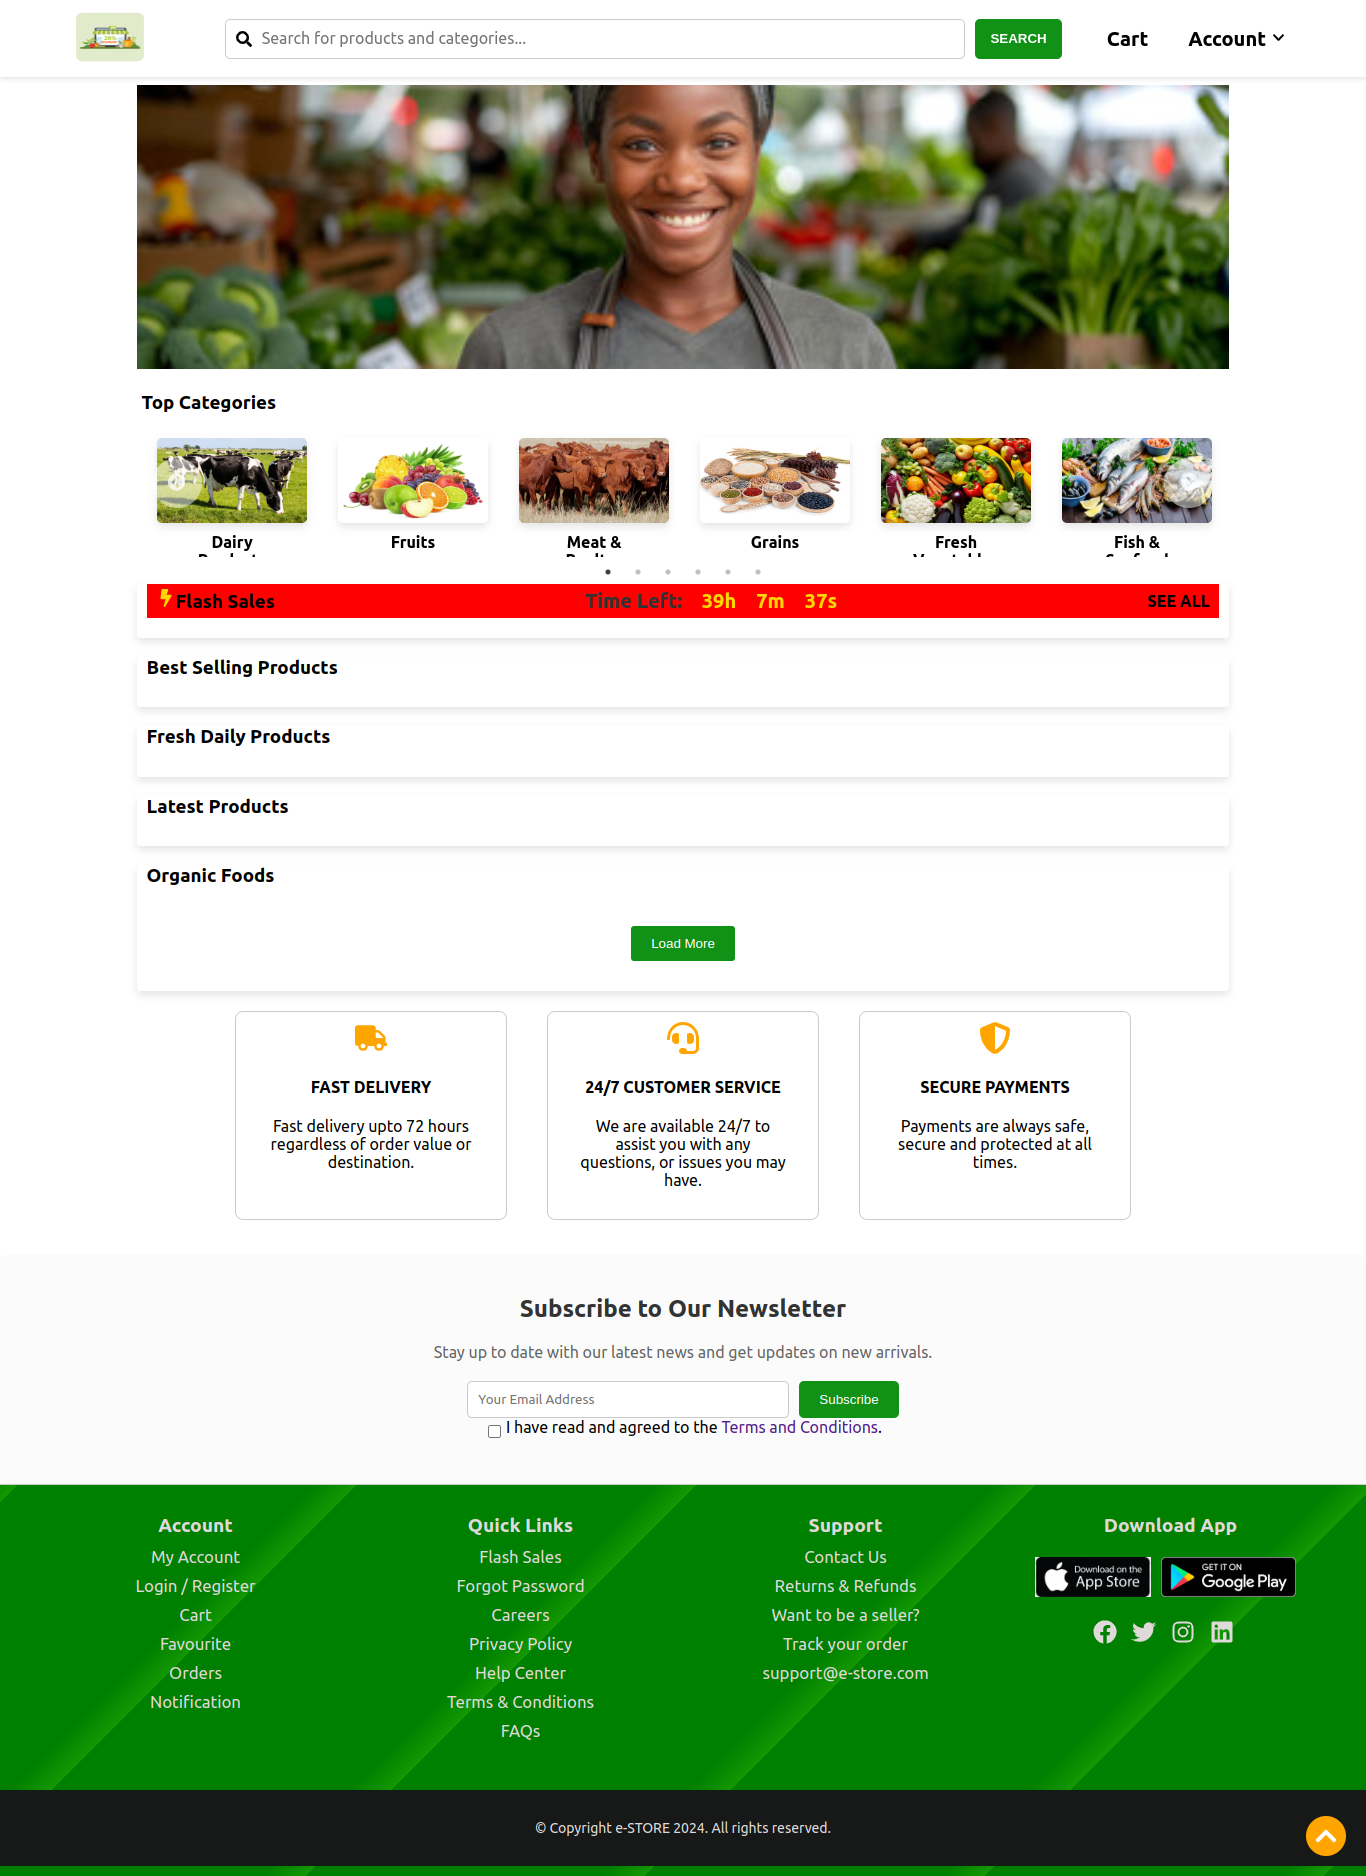 Search for products and categories...
SEARCH
Cart
Account
Top Categories
Dairy
Fruits
Meat &
Grains
Fresh
Fish &
Flash Sales
Time Left: 39h 7m 37s
SEE ALL
Best Selling Products
Fresh Daily Products
Latest Products
Organic Foods
Load More
FAST DELIVERY
Fast delivery upto 72 hours
regardless of order value or
destination.
24/7 CUSTOMER SERVICE
We are available 24/7 to
assist you with any
questions, or issues you may
have.
SECURE PAYMENTS
Payments are always safe,
secure and protected at all
times.
Subscribe to Our Newsletter
Stay up to date with our latest news and get updates on new arrivals.
Your Email Address
Subscribe
I have read and agreed to the Terms and Conditions.
Account
My Account
Login / Register
Cart
Favourite
Orders
Notification
Quick Links
Flash Sales
Forgot Password
Careers
Privacy Policy
Help Center
Terms & Conditions
FAQs
Support
Contact Us
Returns & Refunds
Want to be a seller?
Track your order
support@e-store.com
Download App
Download on the
App Store
GET IT ON
Google Play
© Copyright e-STORE 2024. All rights reserved.